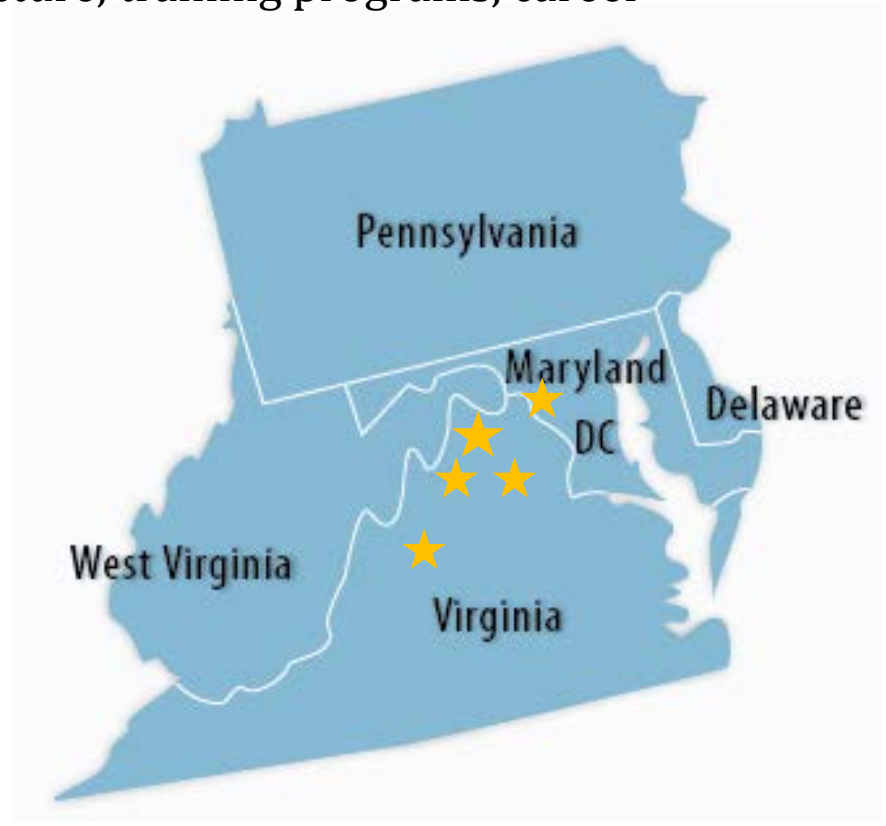 training programs, career
Pennsylvania
Maryland
Delaware
DC
West Virginia
Virginia